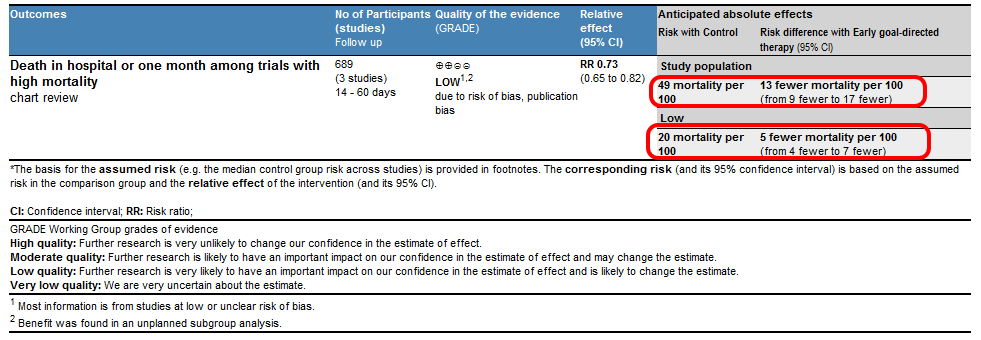 Outcomes
No of Participants
(studies)
Follow up
Quality of the evidence
(GRADE)
Relative
effect
(95% CI)
Anticipated absolute effects
Risk with Control
Risk difference with Early goal-directed
therapy (95% CI)
Death in hospital or one month among trials with
high mortality
chart review
689
(3 studies)
14 - 60 days
⊕⊕⊖⊖
LOW1,2
due to risk of bias, publication
bias
RR 0.73
(0.65 to 0.82)
Study population
49 mortality per
100
13 fewer mortality per 100
(from 9 fewer to 17 fewer)
Low
20 mortality per
100
5 fewer mortality per 100
(from 4 fewer to 7 fewer)
*The basis for the assumed risk (e.g. the median control group risk across studies) is provided in footnotes. The corresponding risk (and its 95% confidence interval) is based on the assumed
risk in the comparison group and the relative effect of the intervention (and its 95% CI).
CI: Confidence interval; RR: Risk ratio;
GRADE Working Group grades of evidence
High quality: Further research is very unlikely to change our confidence in the estimate of effect.
Moderate quality: Further research is likely to have an important impact on our confidence in the estimate of effect and may change the estimate.
Low quality: Further research is very likely to have an important impact on our confidence in the estimate of effect and is likely to change the estimate.
Very low quality: We are very uncertain about the estimate.
1 Most information is from studies at low or unclear risk of bias.
2 Benefit was found in an unplanned subgroup analysis.